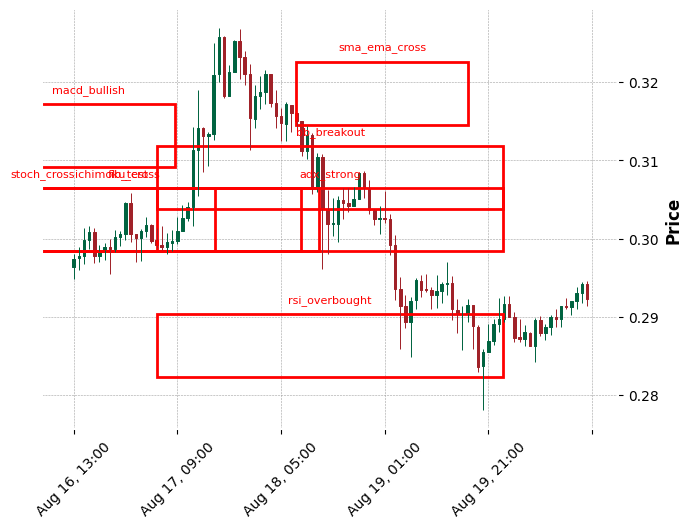 sma_ema_cross
macd_bullish
0.32
bb_breakout
0.31
stoch_cross
ichimoku_cross
fib_test
adx_strong
0.30
Price
rsi_overbought
0.29
0.28
Aug 16, 13:00
Aug 17, 09:00
Aug 18, 05:00
Aug 19, 01:00
Aug 19, 21:00